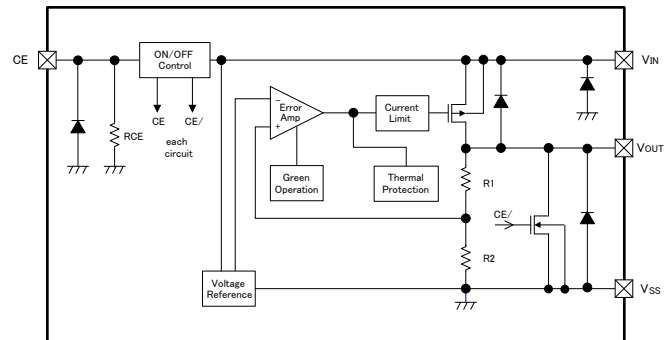 CE
ON/OFF
Control
VIN
CE
CE/
each
circuit
RCE
−
Error
Amp
+
Current
Limit
Green
Operation
Thermal
Protection
VOUT
R1
CE/
R2
Voltage
Reference
VSS